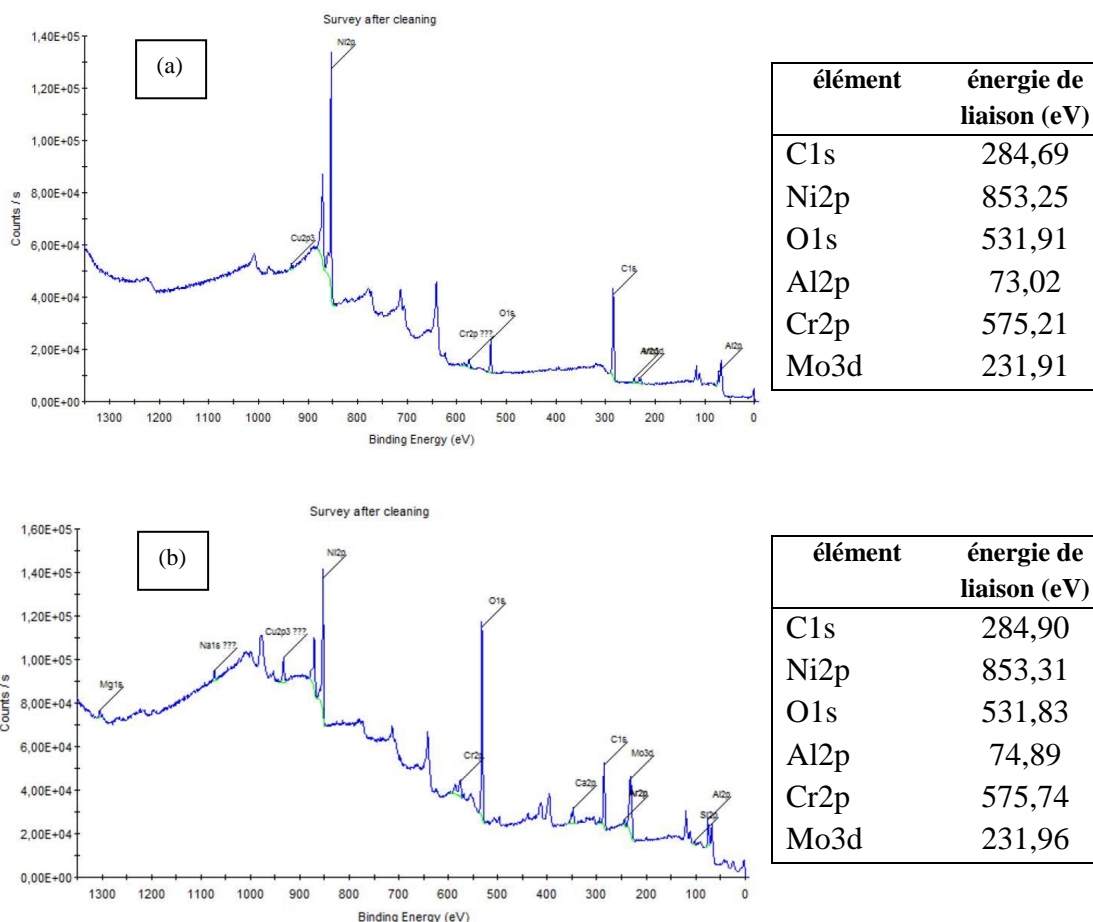 Survey after cleaning
(a)
1,40E+05
1,20E+05
1,00E+05
8,00E+04
6,00E+04
4,00E+04
2,00E+04
0,00E+00
Counts / s
Ni2p
Cu2p3
Cr2p ???
O1s
C1s
Al2p
1300 1200 1100 1000 900 800 700 600 500 400 300 200 100 0
Binding Energy (eV)
élément énergie de
liaison (eV)
C1s 284,69
Ni2p 853,25
O1s 531,91
Al2p 73,02
Cr2p 575,21
Mo3d 231,91
Survey after cleaning
(b)
1,60E+05
1,40E+05
1,20E+05
1,00E+05
8,00E+04
6,00E+04
4,00E+04
2,00E+04
0,00E+00
Counts / s
Mg1s
Na1s ???
Cu2p3 ???
Ni2p
Cr2p
O1s
Ca2p
C1s
Mo3d
Ar2p
Si2p
Al2p
1300 1200 1100 1000 900 800 700 600 500 400 300 200 100 0
Binding Energy (eV)
élément énergie de
liaison (eV)
C1s 284,90
Ni2p 853,31
O1s 531,83
Al2p 74,89
Cr2p 575,74
Mo3d 231,96